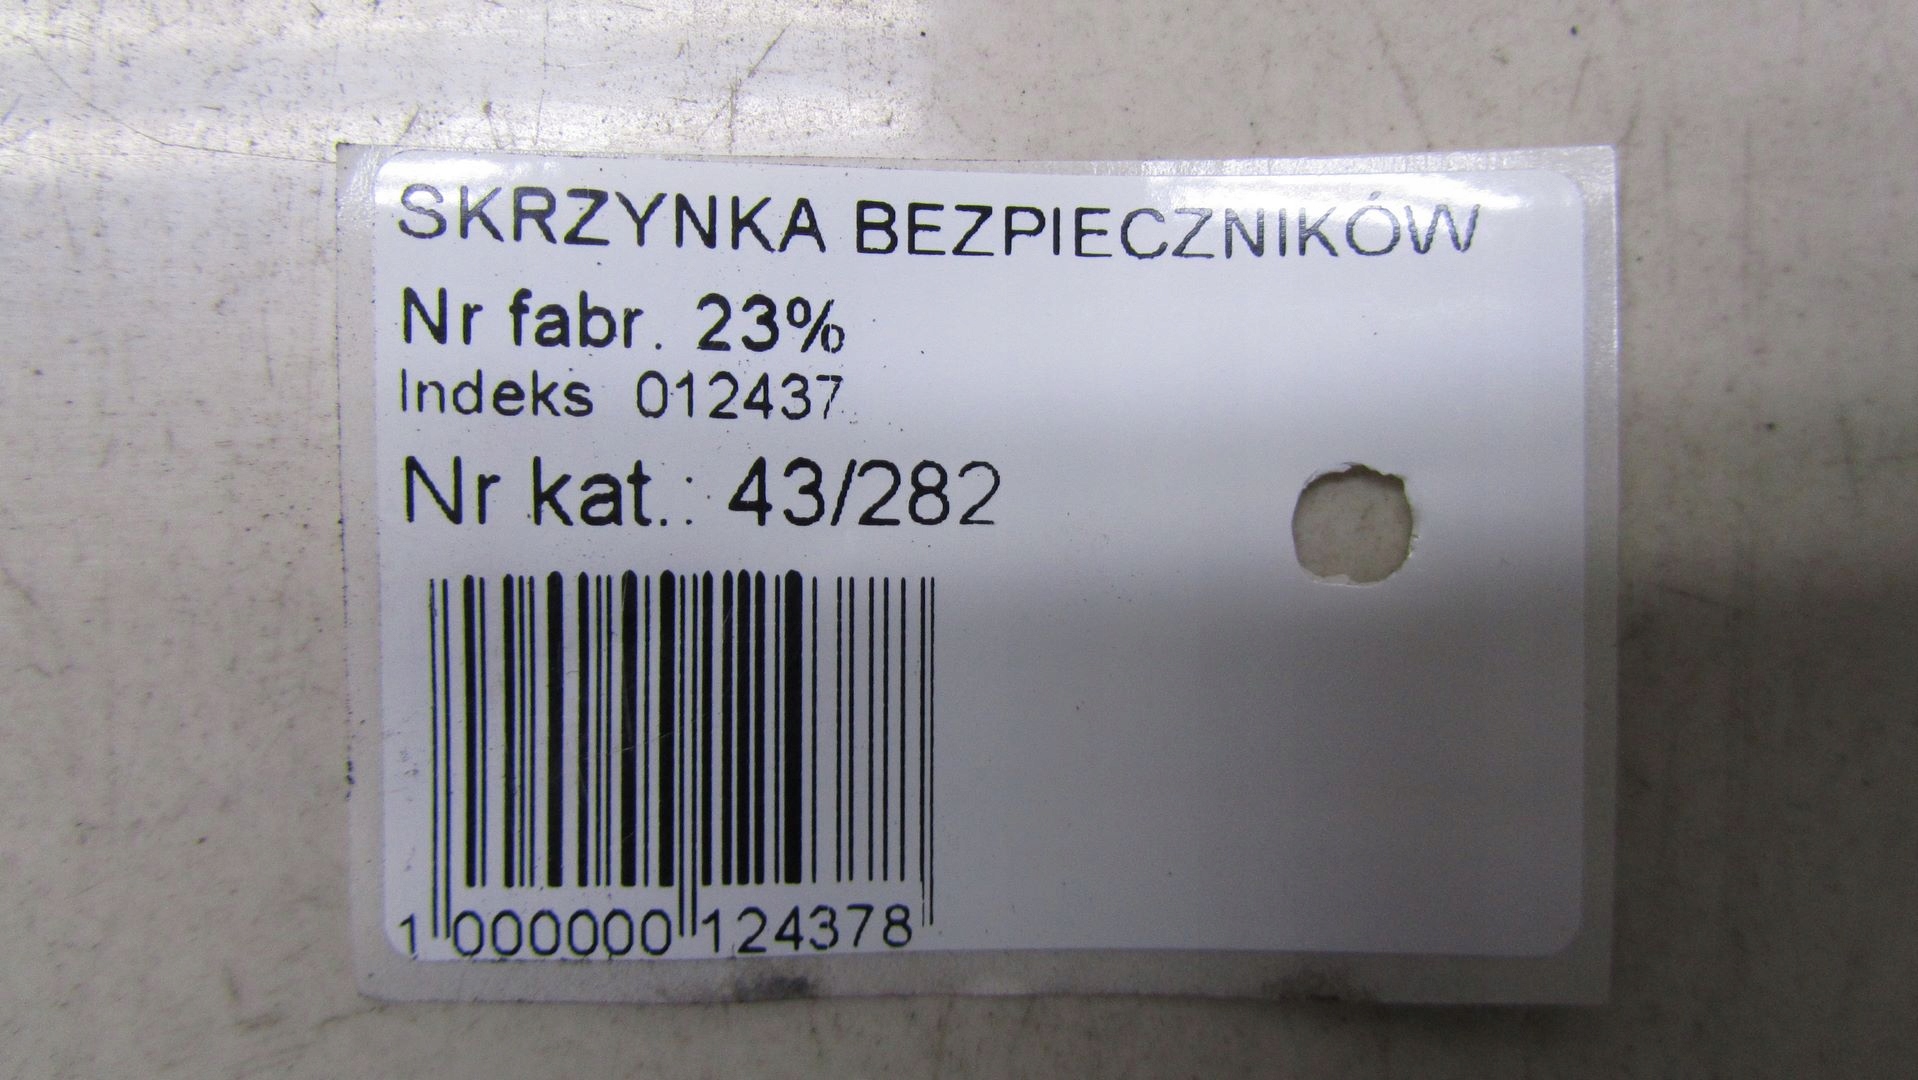 SKRZYNKA BEZPIECZNIKÓW
Nr fabr. 23%
Indeks 012437
Nr kat.: 43/282
1 000000 124378